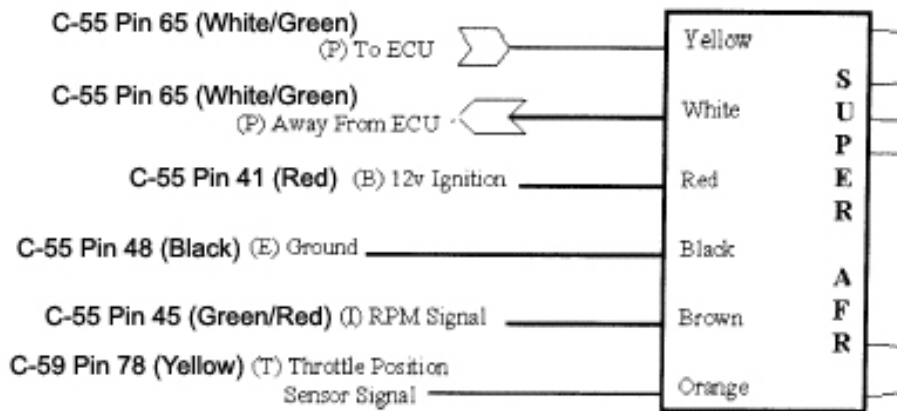 C-55 Pin 65 (White/Green)
(P) To ECU
Yellow
C-55 Pin 65 (White/Green)
(P) Away From ECU
White
C-55 Pin 41 (Red) (B) 12v Ignition
Red
C-55 Pin 48 (Black) (E) Ground
Black
C-55 Pin 45 (Green/Red) (I) RPM Signal
Brown
C-59 Pin 78 (Yellow) (T) Throttle Position
Sensor Signal
Orange
SUPER AFR